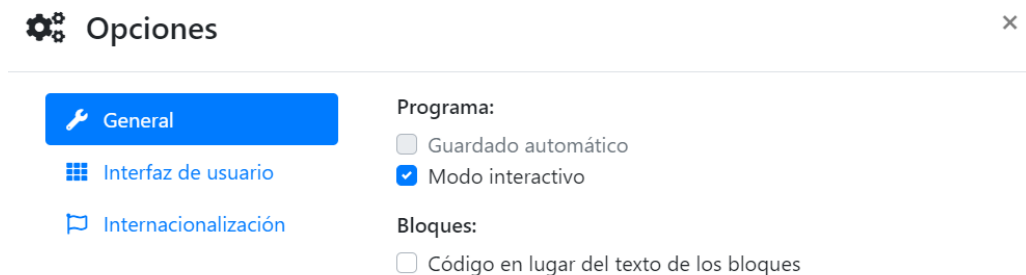 Opciones
General
Interfaz de usuario
Internacionalización
Programa:
Guardado automático
Modo interactivo
Bloques:
Código en lugar del texto de los bloques